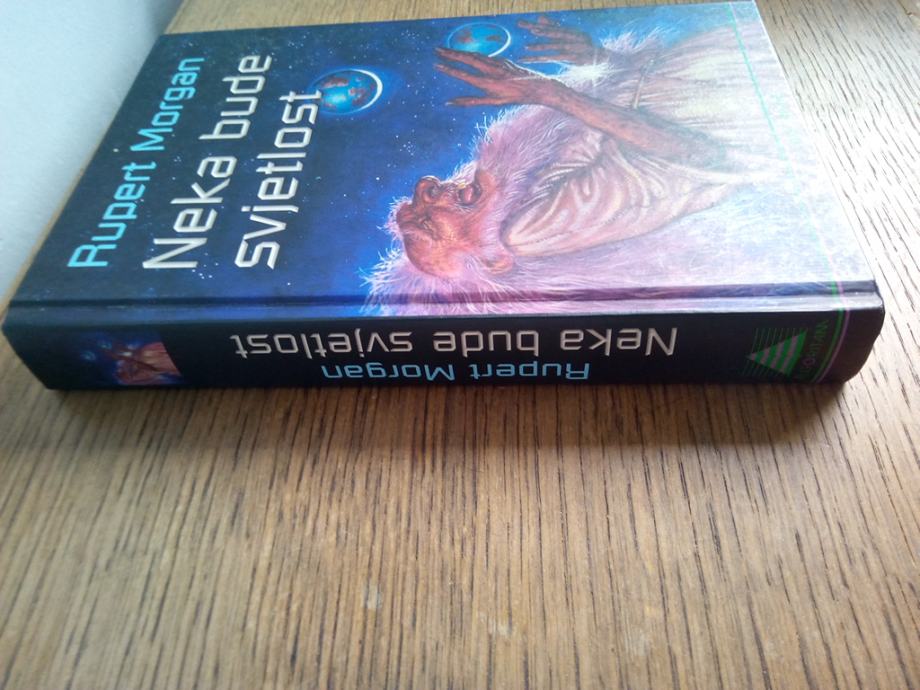 Rupert Morgan
Neka bude
svjetlost
Rupert Morgan
Neka bude svjetlost